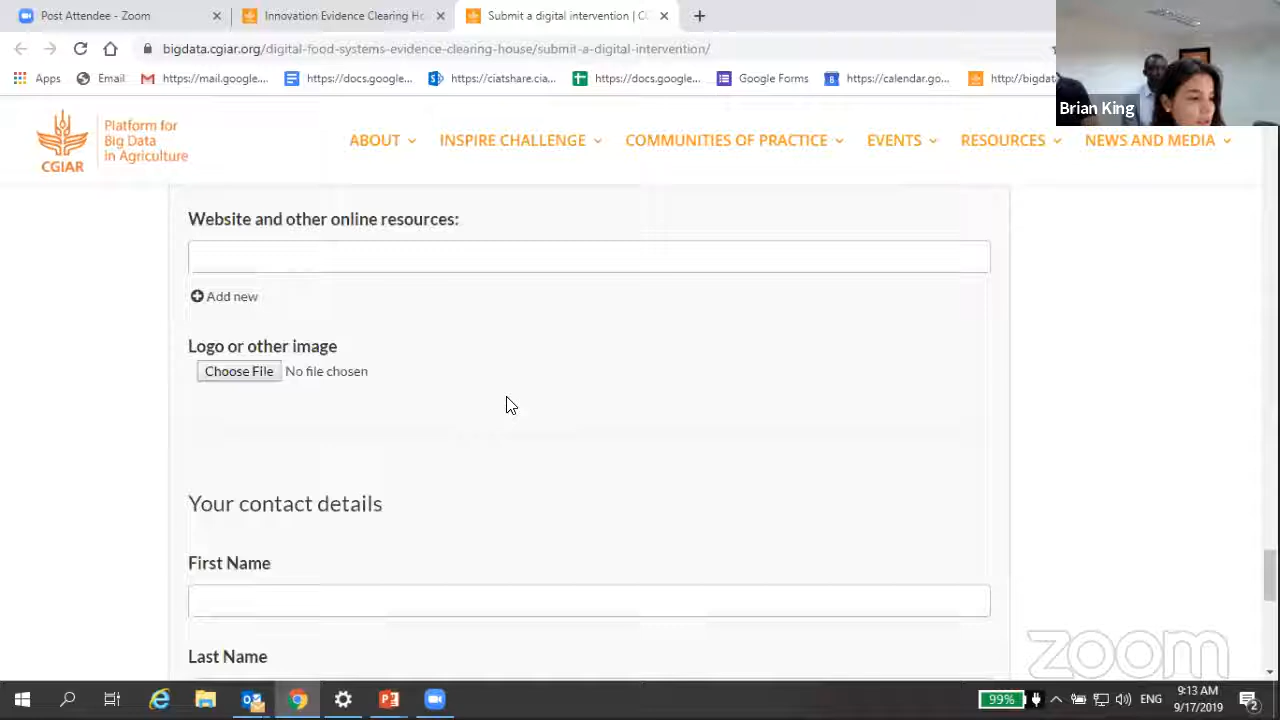 Post Attendee - Zoom
Innovation Evidence Clearing Ho
Submit a digital intervention | C
bigdata.cgiar.org/digital-food-systems-evidence-clearing-house/submit-a-digital-intervention/
Apps
Email
https://mail.google....
https://docs.google...
https://ciatshare.cia...
https://docs.google...
Google Forms
https://calendar.go...
http://bigdat
Brian King
CGIAR
Platform for
Big Data
in Agriculture
ABOUT
INSPIRE CHALLENGE
COMMUNITIES OF PRACTICE
EVENTS
RESOURCES
NEWS AND MEDIA
Website and other online resources:
Add new
Logo or other image
Choose File No file chosen
Your contact details
First Name
Last Name
zoom
99%
ENG
9:13 AM
9/17/2019
2